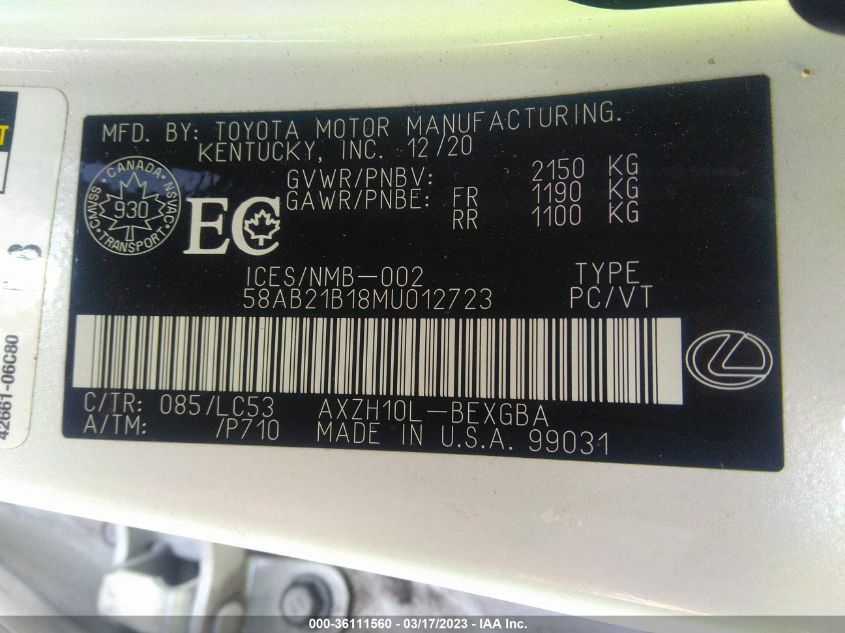 MFD. BY: TOYOTA MOTOR MANUFACTURING.
KENTUCKY, INC. 12/20
GVWR/PNBV: 2150 KG
GAWR/PNBE: FR 1190 KG
RR 1100 KG
CANADA
CMVSS NSVAC
930
TRANSPORT
EC
ICES/NMB-002
TYPE
58AB21B18MU012723
PC/VT
C/TR: 085/LC53 AXZH10L-BEXGBA
A/TM: /P710 MADE IN U.S.A. 99031
42661-06C80
000-36111560 - 03/17/2023 - IAA Inc.